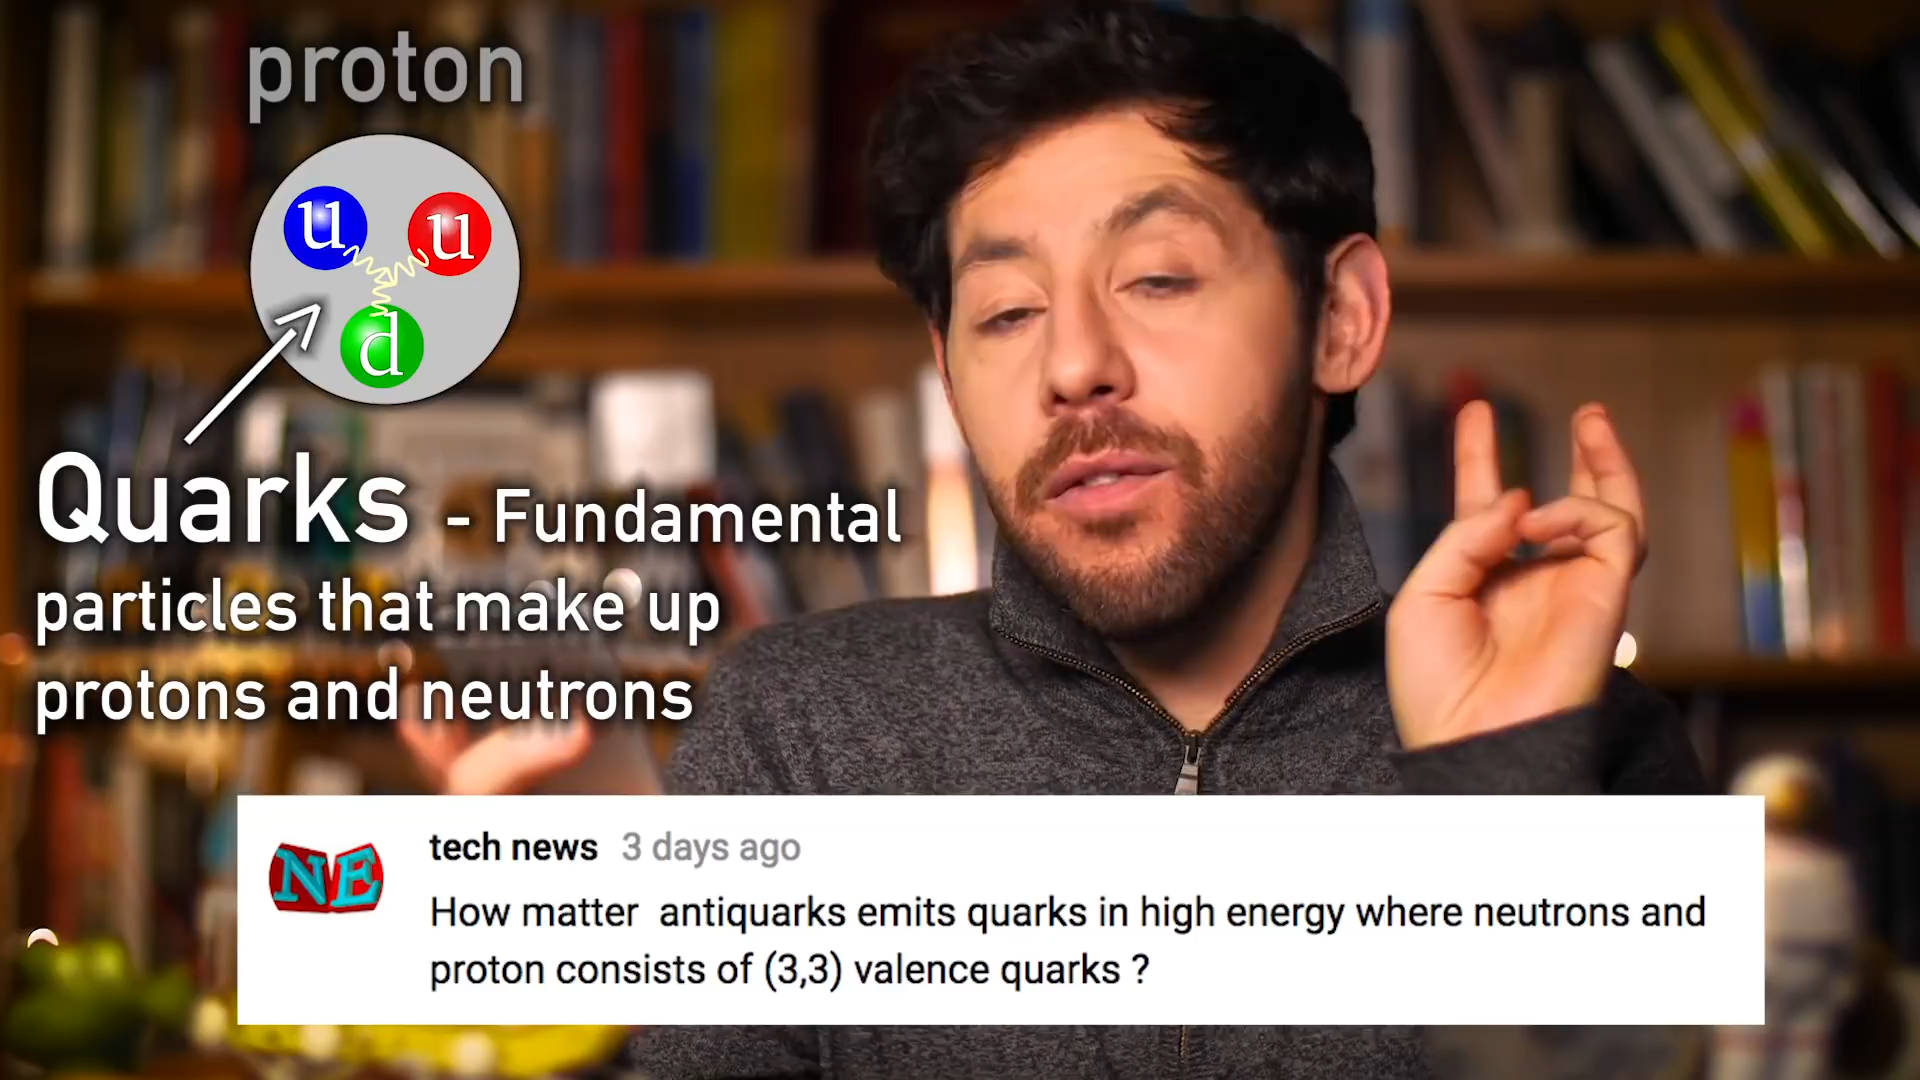 proton
u u
d
Quarks - Fundamental
particles that make up
protons and neutrons
NE
tech news 3 days ago
How matter  antiquarks emits quarks in high energy where neutrons and
proton consists of (3,3) valence quarks ?